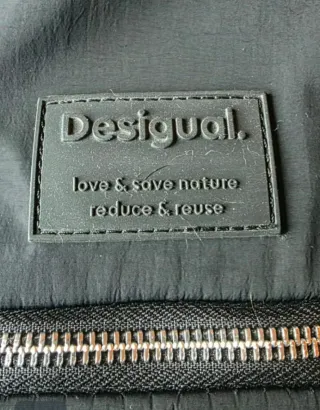 Desigual.
love & save nature
reduce & reuse